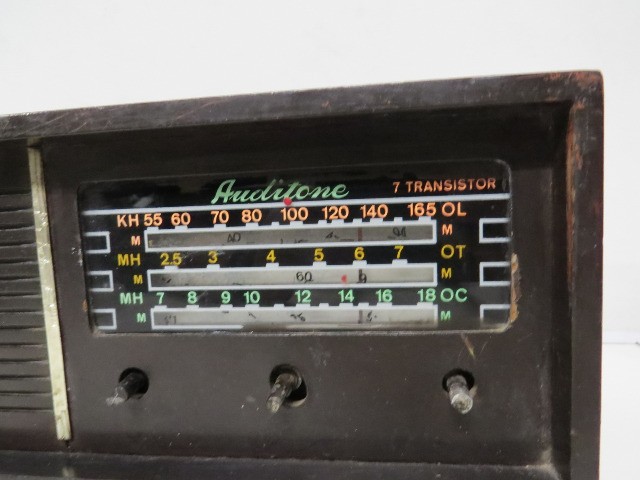 Auditone 7 TRANSISTOR
KH 55 60 70 80 100 120 140 165 OL
M M
MH 2.5 3 4 5 6 7 OT
M 60 M
MH 7 8 9 10 12 14 16 18 OC
M M